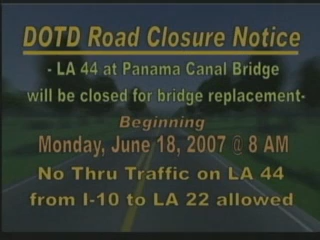 DOTD Road Closure Notice
- LA 44 at Panama Canal Bridge
will be closed for bridge replacement-
Beginning
Monday, June 18, 2007 @ 8 AM
No Thru Traffic on LA 44
from I-10 to LA 22 allowed